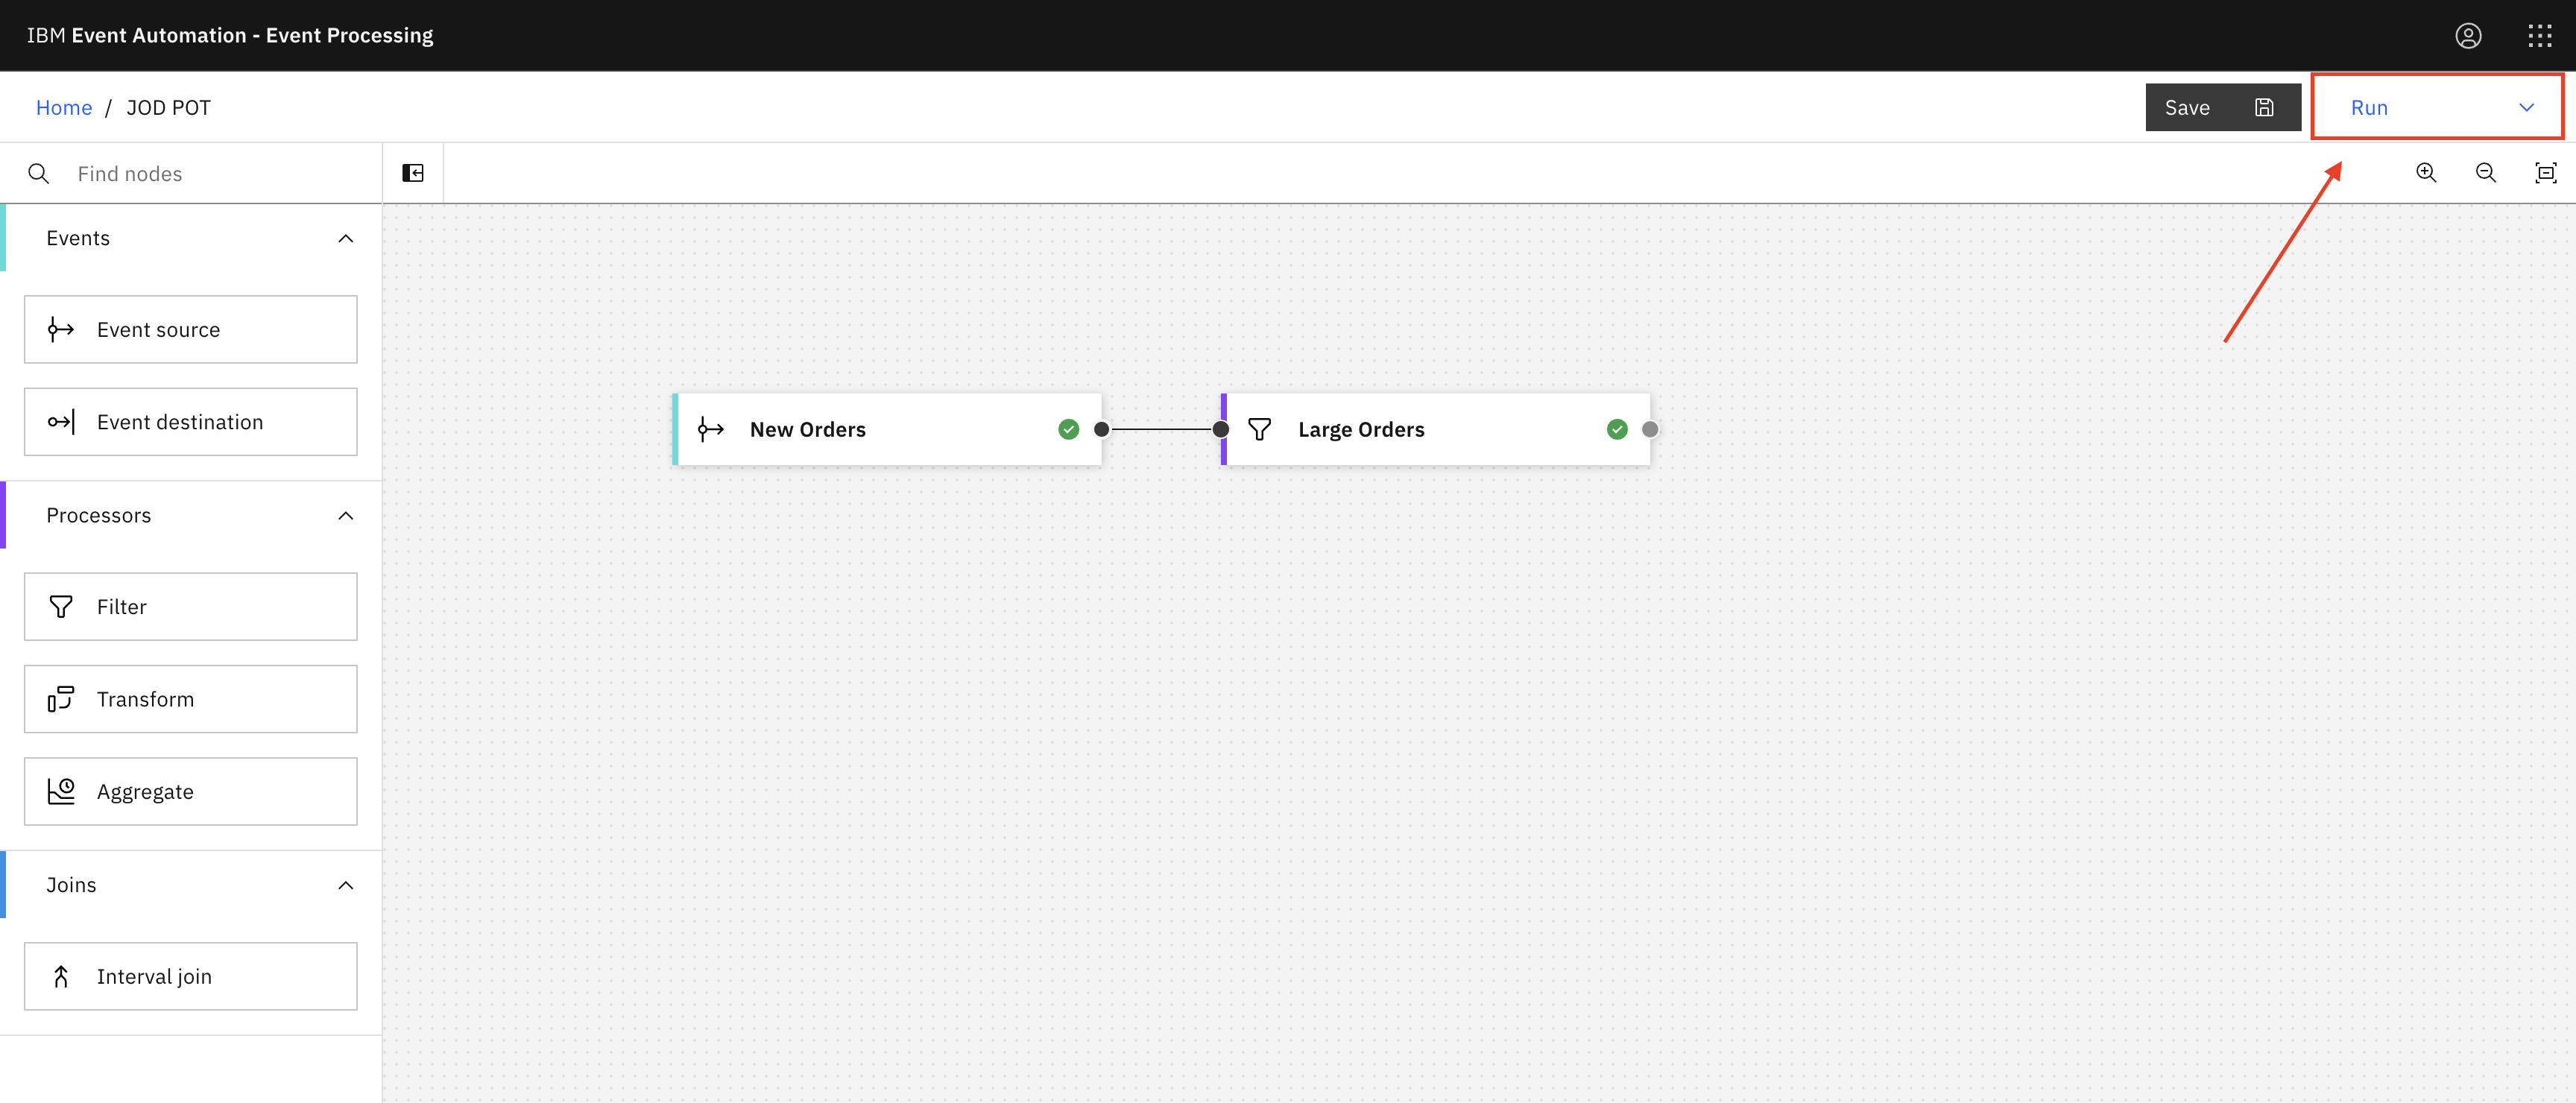 IBM Event Automation - Event Processing
Home / JOD POT
Save
Run
Find nodes
Events
Event source
Event destination
Processors
Filter
Transform
Aggregate
Joins
Interval join
New Orders
Large Orders